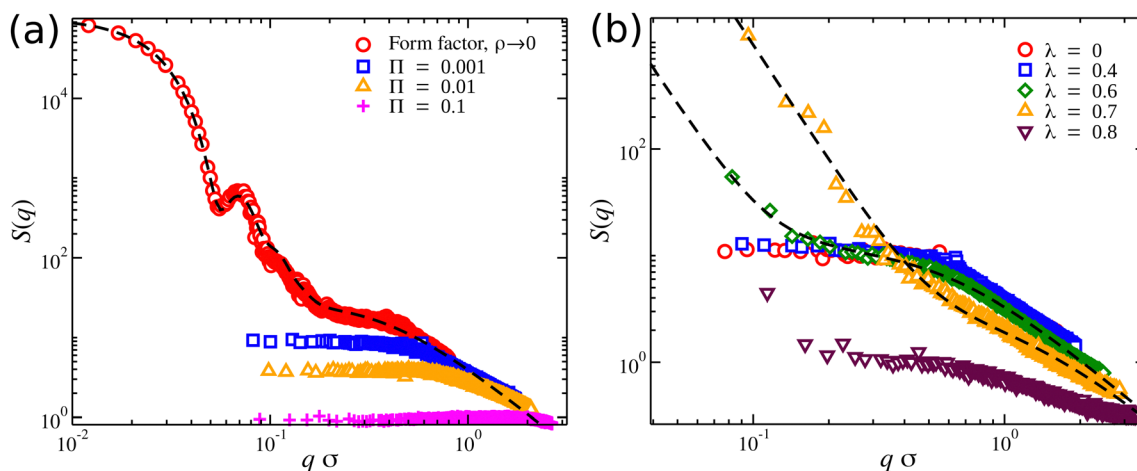 (a)
Form factor, ρ→0
Π = 0.001
Π = 0.01
Π = 0.1
S(q)
10^4
10^2
10^0
10^-2
10^-1
10^0
q σ
(b)
λ = 0
λ = 0.4
λ = 0.6
λ = 0.7
λ = 0.8
S(q)
10^2
10^0
10^-1
10^0
q σ